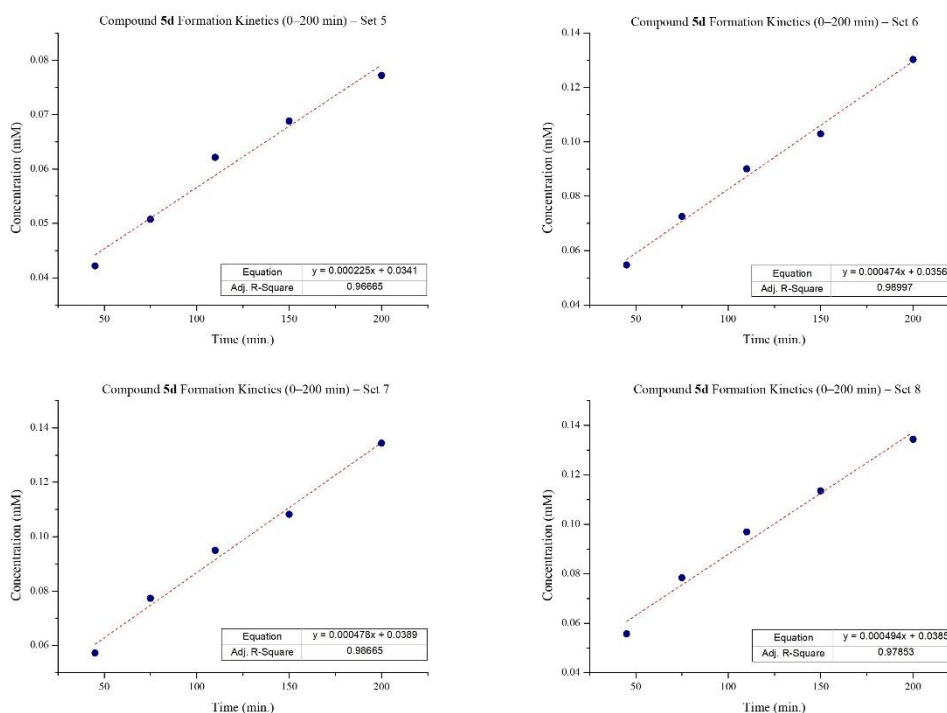 Compound 5d Formation Kinetics (0–200 min) – Set 5
Concentration (mM)
0.08
0.07
0.06
0.05
0.04
Equation y = 0.000225x + 0.0341
Adj. R-Square 0.96665
50 100 150 200
Time (min.)
Compound 5d Formation Kinetics (0–200 min) – Set 6
Concentration (mM)
0.14
0.12
0.10
0.08
0.06
0.04
Equation y = 0.000474x + 0.0356
Adj. R-Square 0.98997
50 100 150 200
Time (min.)
Compound 5d Formation Kinetics (0–200 min) – Set 7
Concentration (mM)
0.14
0.12
0.10
0.08
0.06
Equation y = 0.000478x + 0.0389
Adj. R-Square 0.98665
50 100 150 200
Time (min.)
Compound 5d Formation Kinetics (0–200 min) – Set 8
Concentration (mM)
0.14
0.12
0.10
0.08
0.06
0.04
Equation y = 0.000494x + 0.0385
Adj. R-Square 0.97853
50 100 150 200
Time (min.)